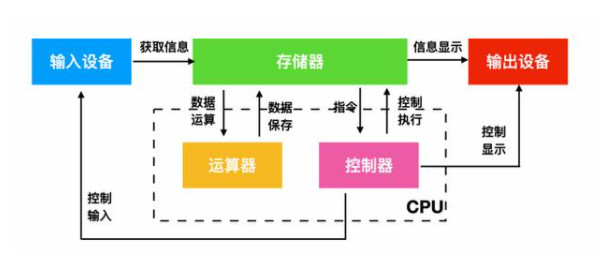 获取信息
信息显示
输入设备
存储器
输出设备
数据
运算
数据
保存
指令
控制
执行
控制
显示
运算器
控制器
控制
输入
CPU